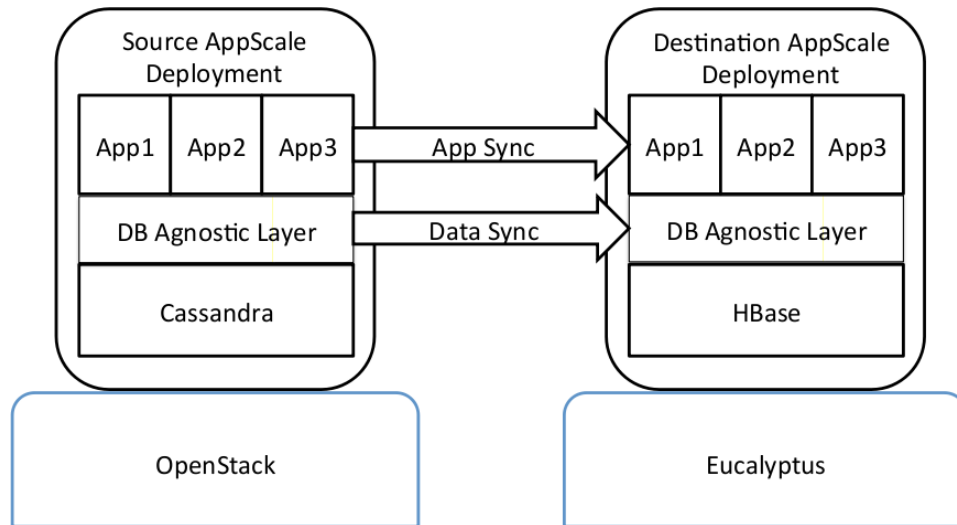 Source AppScale
Deployment
App1 App2 App3
DB Agnostic Layer
Cassandra
OpenStack
App Sync
Data Sync
Destination AppScale
Deployment
App1 App2 App3
DB Agnostic Layer
HBase
Eucalyptus